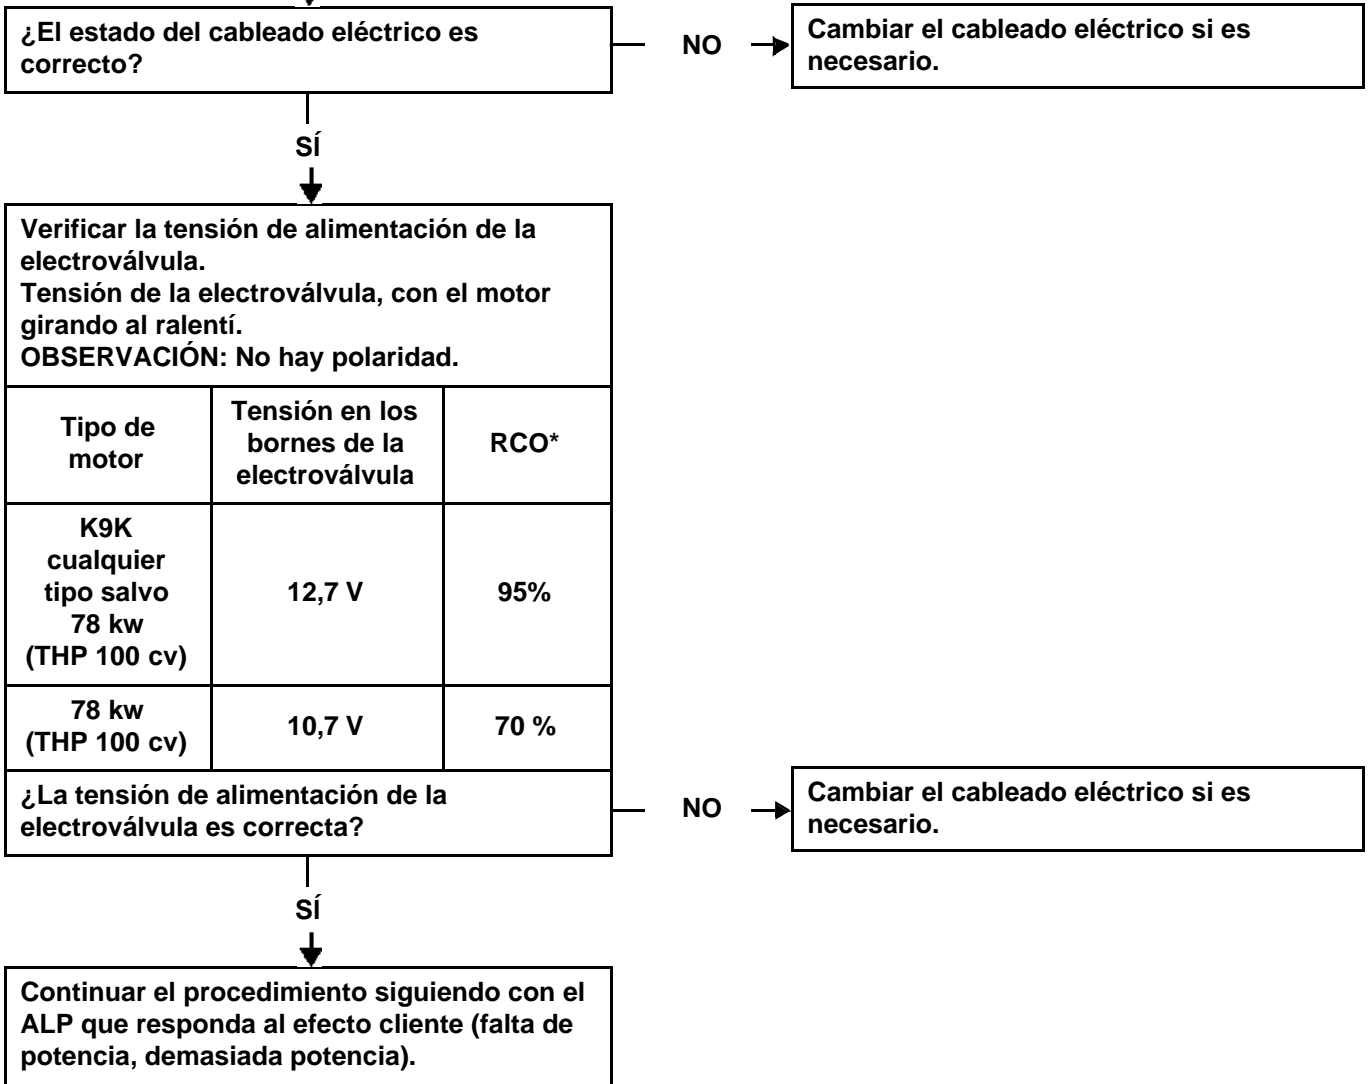 ¿El estado del cableado eléctrico es
correcto?
NO
Cambiar el cableado eléctrico si es
necesario.
SÍ
Verificar la tensión de alimentación de la
electroválvula.
Tensión de la electroválvula, con el motor
girando al ralentí.
OBSERVACIÓN: No hay polaridad.
Tipo de
motor
Tensión en los
bornes de la
electroválvula
RCO*
K9K
cualquier
tipo salvo
78 kw
(THP 100 cv)
12,7 V
95%
78 kw
(THP 100 cv)
10,7 V
70 %
¿La tensión de alimentación de la
electroválvula es correcta?
NO
Cambiar el cableado eléctrico si es
necesario.
SÍ
Continuar el procedimiento siguiendo con el
ALP que responda al efecto cliente (falta de
potencia, demasiada potencia).